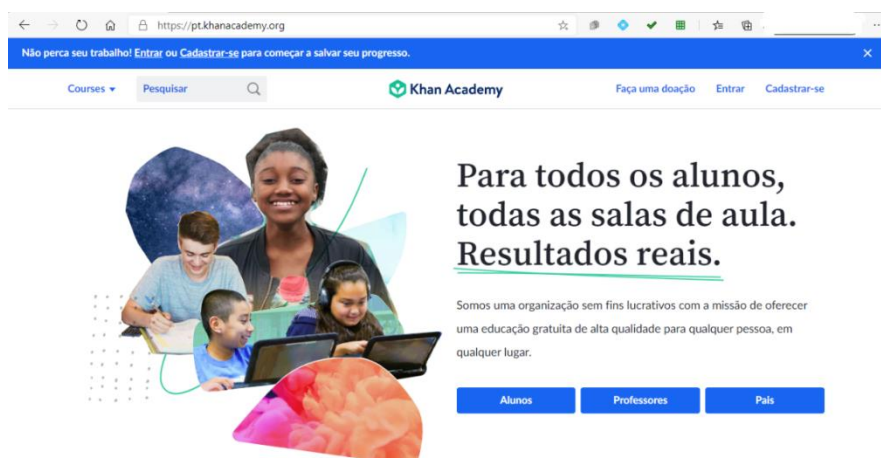 https://pt.khanacademy.org
Não perca seu trabalho! Entrar ou Cadastrar-se para começar a salvar seu progresso.
Courses
Pesquisar
Khan Academy
Faça uma doação
Entrar
Cadastrar-se
Para todos os alunos,
todas as salas de aula.
Resultados reais.
Somos uma organização sem fins lucrativos com a missão de oferecer
uma educação gratuita de alta qualidade para qualquer pessoa, em
qualquer lugar.
Alunos
Professores
Pais